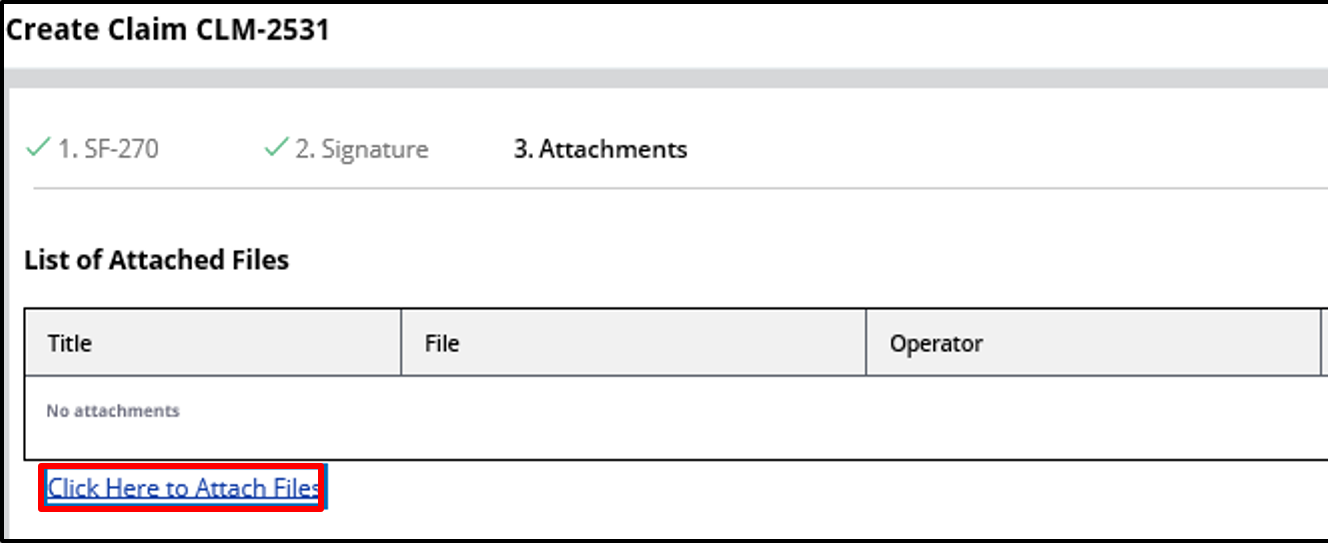 Create Claim CLM-2531
1. SF-270 2. Signature 3. Attachments
List of Attached Files
Title File Operator
No attachments
Click Here to Attach Files